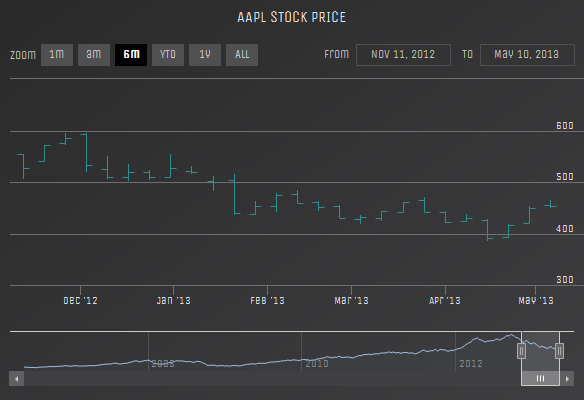 AAPL STOCK PRICE
Zoom 1m 3m 6m YTD 1y All From Nov 11, 2012 To May 10, 2013
600
500
400
300
Dec '12 Jan '13 Feb '13 Mar '13 Apr '13 May '13
2008 2010 2012